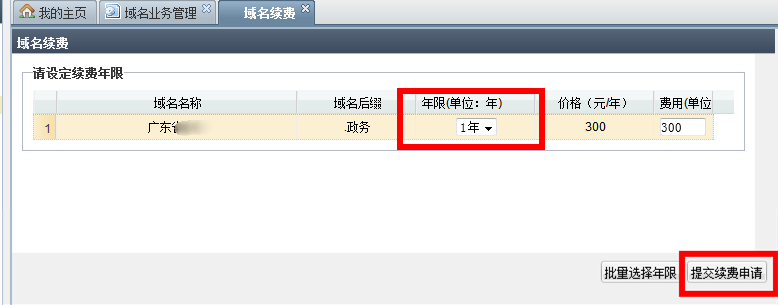 我的主页 域名业务管理 域名续费
域名续费
请设定续费年限
域名名称 域名后缀 年限(单位：年) 价格（元/年） 费用(单位
1 广东省 .政务 1年 300 300
批量选择年限 提交续费申请